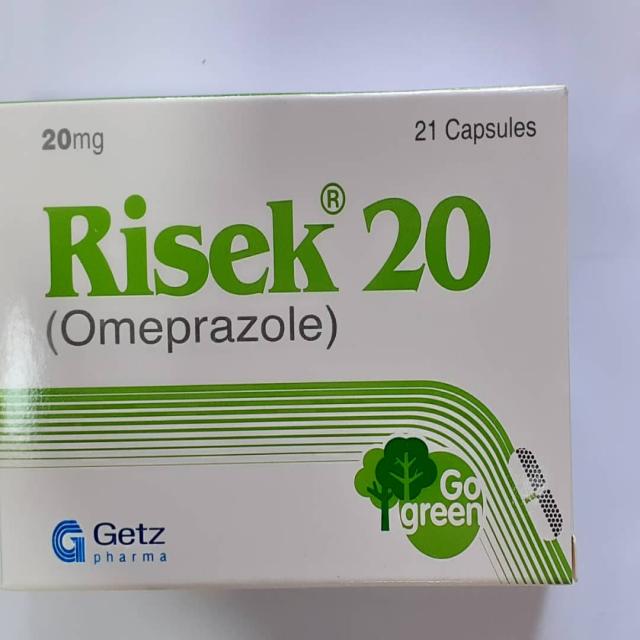 20mg
21 Capsules
Risek® 20
(Omeprazole)
Go
green
Getz
pharma